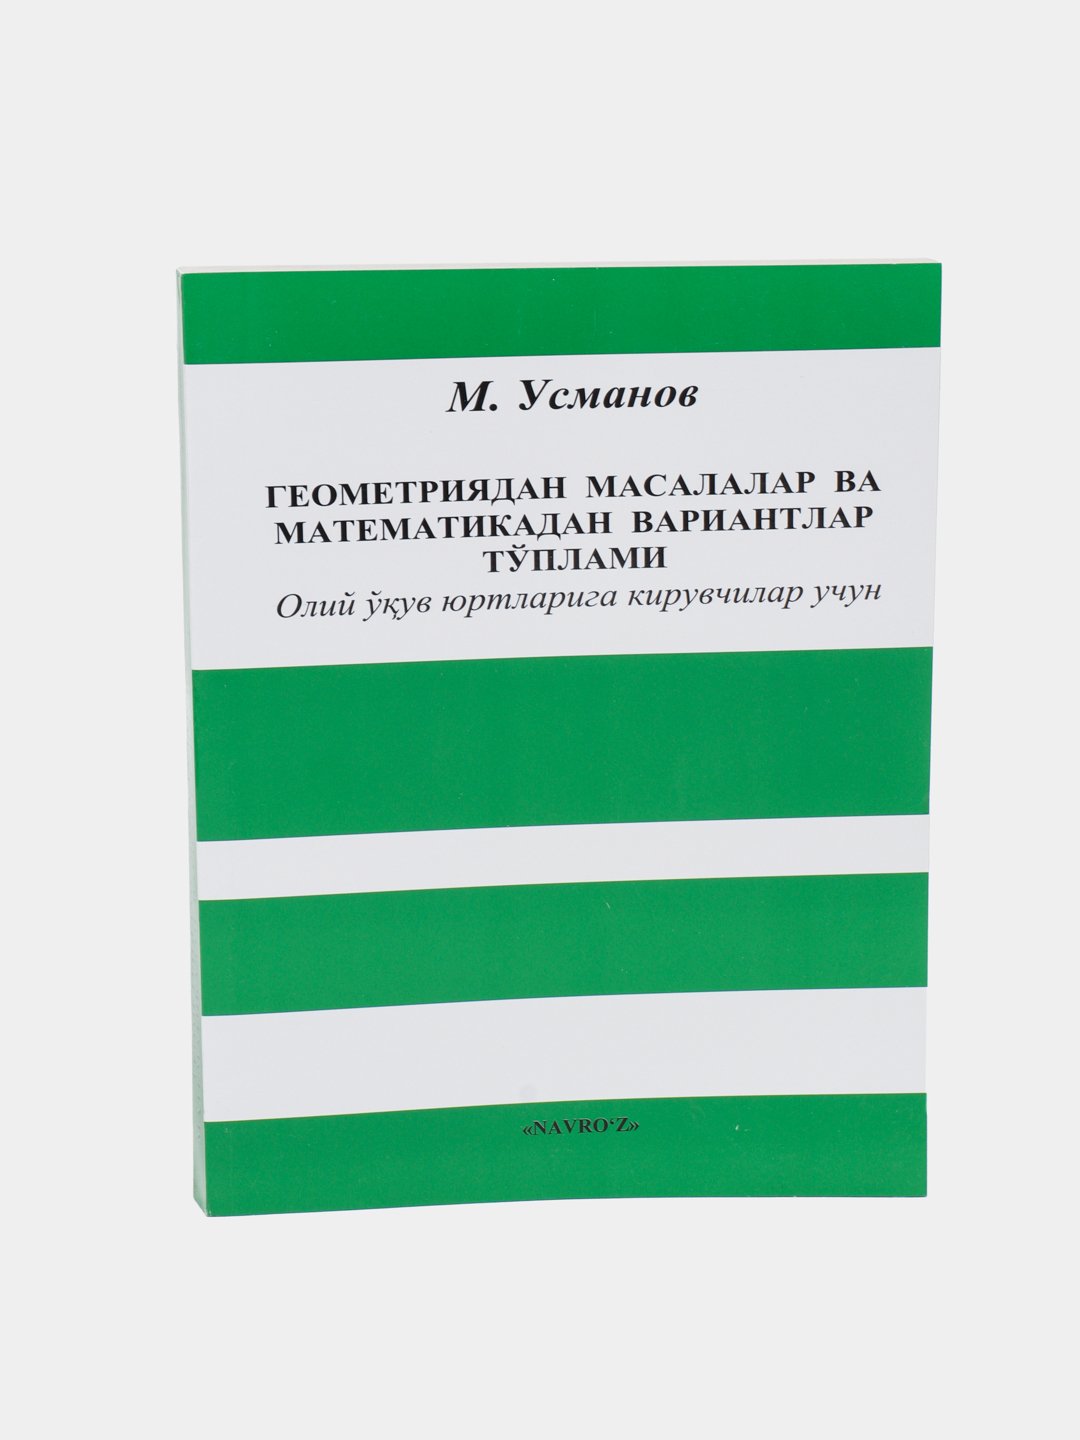 М. Усманов
ГЕОМЕТРИЯДАН МАСАЛАЛАР ВА
МАТЕМАТИКАДАН ВАРИАНТЛАР
ТЎПЛАМИ
Олий ўқув юртларига кирувчилар учун
«NAVRO‘Z»